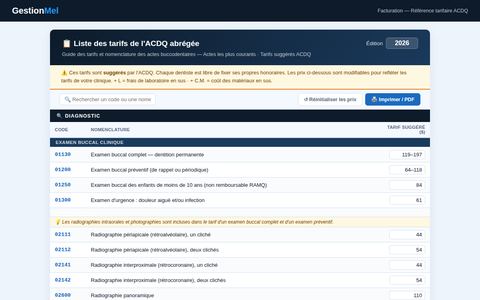 GestionMel
Facturation — Référence tarifaire ACDQ
📋 Liste des tarifs de l'ACDQ abrégée
Guide des tarifs et nomenclature des actes buccodentaires — Actes les plus courants · Tarifs suggérés ACDQ
Édition
2026
⚠️ Ces tarifs sont suggérés par l'ACDQ. Chaque dentiste est libre de fixer ses propres honoraires. Les prix ci-dessous sont modifiables pour refléter
les tarifs de votre clinique. + L = frais de laboratoire en sus · + C.M. = coût des matériaux en sus.
🔍 Rechercher un code ou une nome
↺ Réinitialiser les prix
🖨️ Imprimer / PDF
🔍 DIAGNOSTIC
CODE NOMENCLATURE TARIF SUGGÉRÉ
($)
EXAMEN BUCCAL CLINIQUE
01130 Examen buccal complet — dentition permanente 119–197
01200 Examen buccal préventif (de rappel ou périodique) 64–118
01250 Examen buccal des enfants de moins de 10 ans (non remboursable RAMQ) 84
01300 Examen d'urgence : douleur aiguë et/ou infection 61
💡 Les radiographies intraorales et photographies sont incluses dans le tarif d'un examen buccal complet et d'un examen préventif.
02111 Radiographie périapicale (rétroalvéolaire), un cliché 44
02112 Radiographie périapicale (rétroalvéolaire), deux clichés 54
02141 Radiographie interproximale (rétrocoronaire), un cliché 44
02142 Radiographie interproximale (rétrocoronaire), deux clichés 54
02600 Radiographie panoramique 110